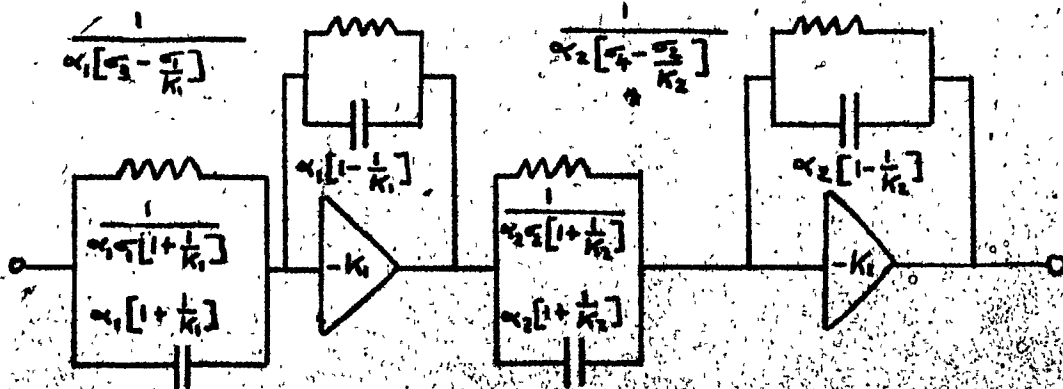 1
α₁[σ₃ - σ₁/K₁]
1
α₂[σ₄ - σ₂/K₂]
α₁[1 - 1/K₁]
α₂[1 - 1/K₂]
1
α₁σ₁[1 + 1/K₁]
-K₁
1
α₂σ₂[1 + 1/K₂]
α₁[1 + 1/K₁]
α₂[1 + 1/K₂]